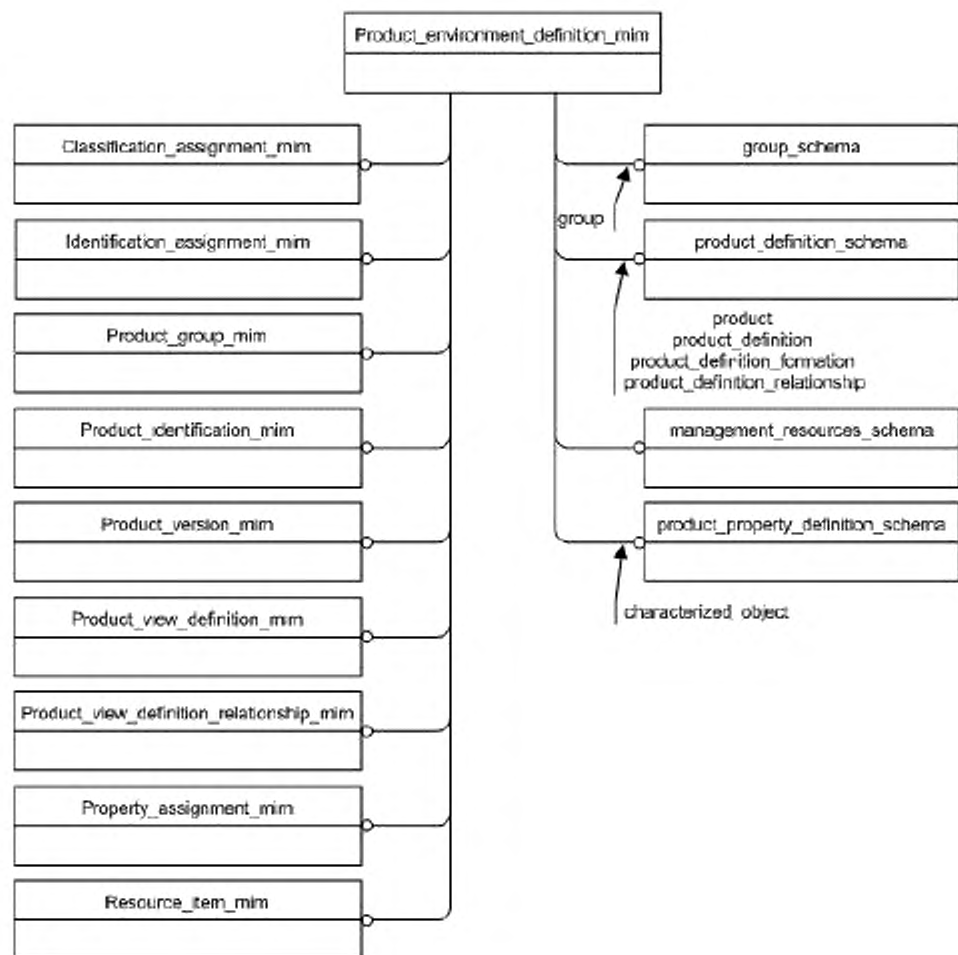 Product_environment_definition_mim
Classification_assignment_mim
Identification_assignment_mim
Product_group_mim
Product_identification_mim
Product_version_mim
Product_view_definition_mim
Product_view_definition_relationship_mim
Property_assignment_mim
Resource_item_mim
group_schema
group
product_definition_schema
product
product_definition
product_definition_formation
product_definition_relationship
management_resources_schema
product_property_definition_schema
characterized_object